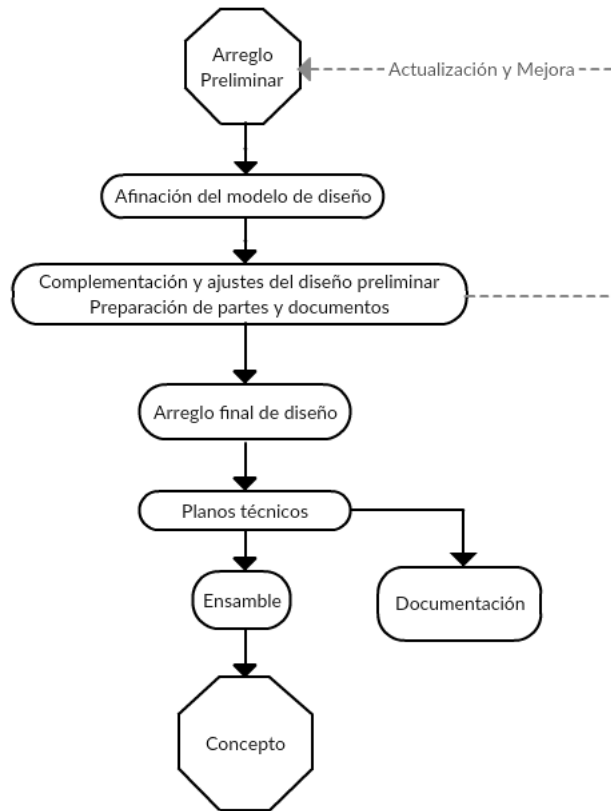 Arreglo
Preliminar
Actualización y Mejora
Afinación del modelo de diseño
Complementación y ajustes del diseño preliminar
Preparación de partes y documentos
Arreglo final de diseño
Planos técnicos
Ensamble
Documentación
Concepto